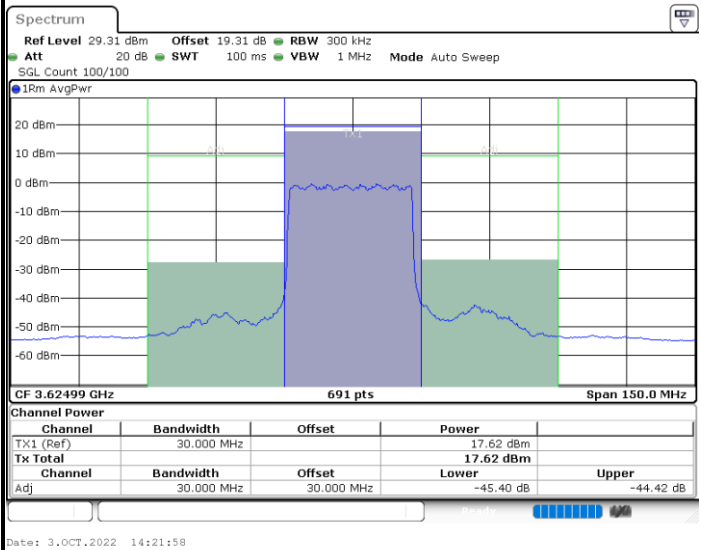 Spectrum
Ref Level 29.31 dBm Offset 19.31 dB RBW 300 kHz
Att 20 dB SWT 100 ms VBW 1 MHz Mode Auto Sweep
SGL Count 100/100
1Rm AvgPwr
20 dBm
TX1
10 dBm
Adj Adj
0 dBm
-10 dBm
-20 dBm
-30 dBm
-40 dBm
-50 dBm
-60 dBm
CF 3.62499 GHz 691 pts Span 150.0 MHz
Channel Power
Channel Bandwidth Offset Power
TX1 (Ref) 30.000 MHz 17.62 dBm
Tx Total 17.62 dBm
Channel Bandwidth Offset Lower Upper
Adj 30.000 MHz 30.000 MHz -45.40 dB -44.42 dB
Ready
Date: 3.OCT.2022 14:21:58